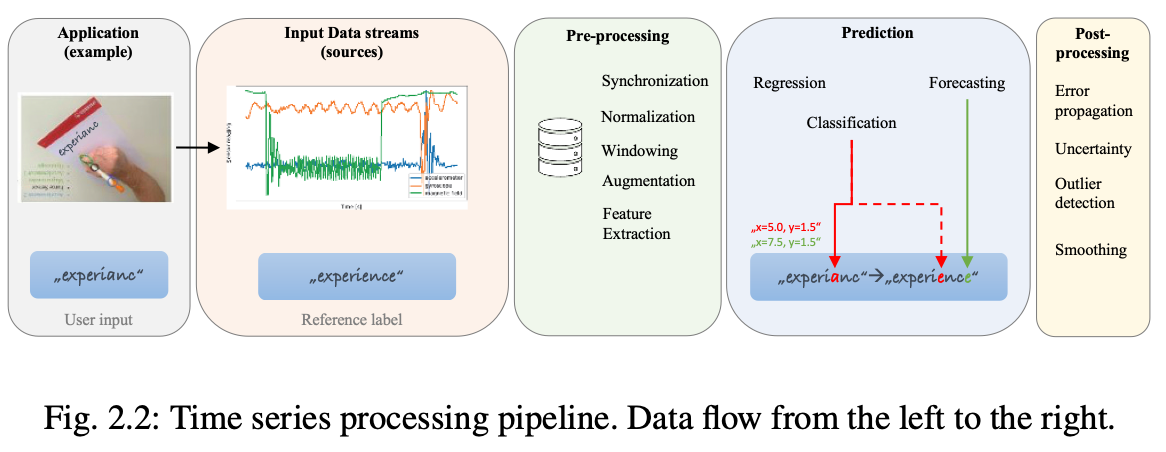 Application
(example)
experianc
„experianc“
User input
Input Data streams
(sources)
accelerometer
gyroscope
magnetic field
Time [s]
„experience“
Reference label
Pre-processing
Synchronization
Normalization
Windowing
Augmentation
Feature
Extraction
Prediction
Regression
Forecasting
Classification
„x=5.0, y=1.5“
„x=7.5, y=1.5“
„experianc“→„experience“
Post-
processing
Error
propagation
Uncertainty
Outlier
detection
Smoothing
Fig. 2.2: Time series processing pipeline. Data flow from the left to the right.